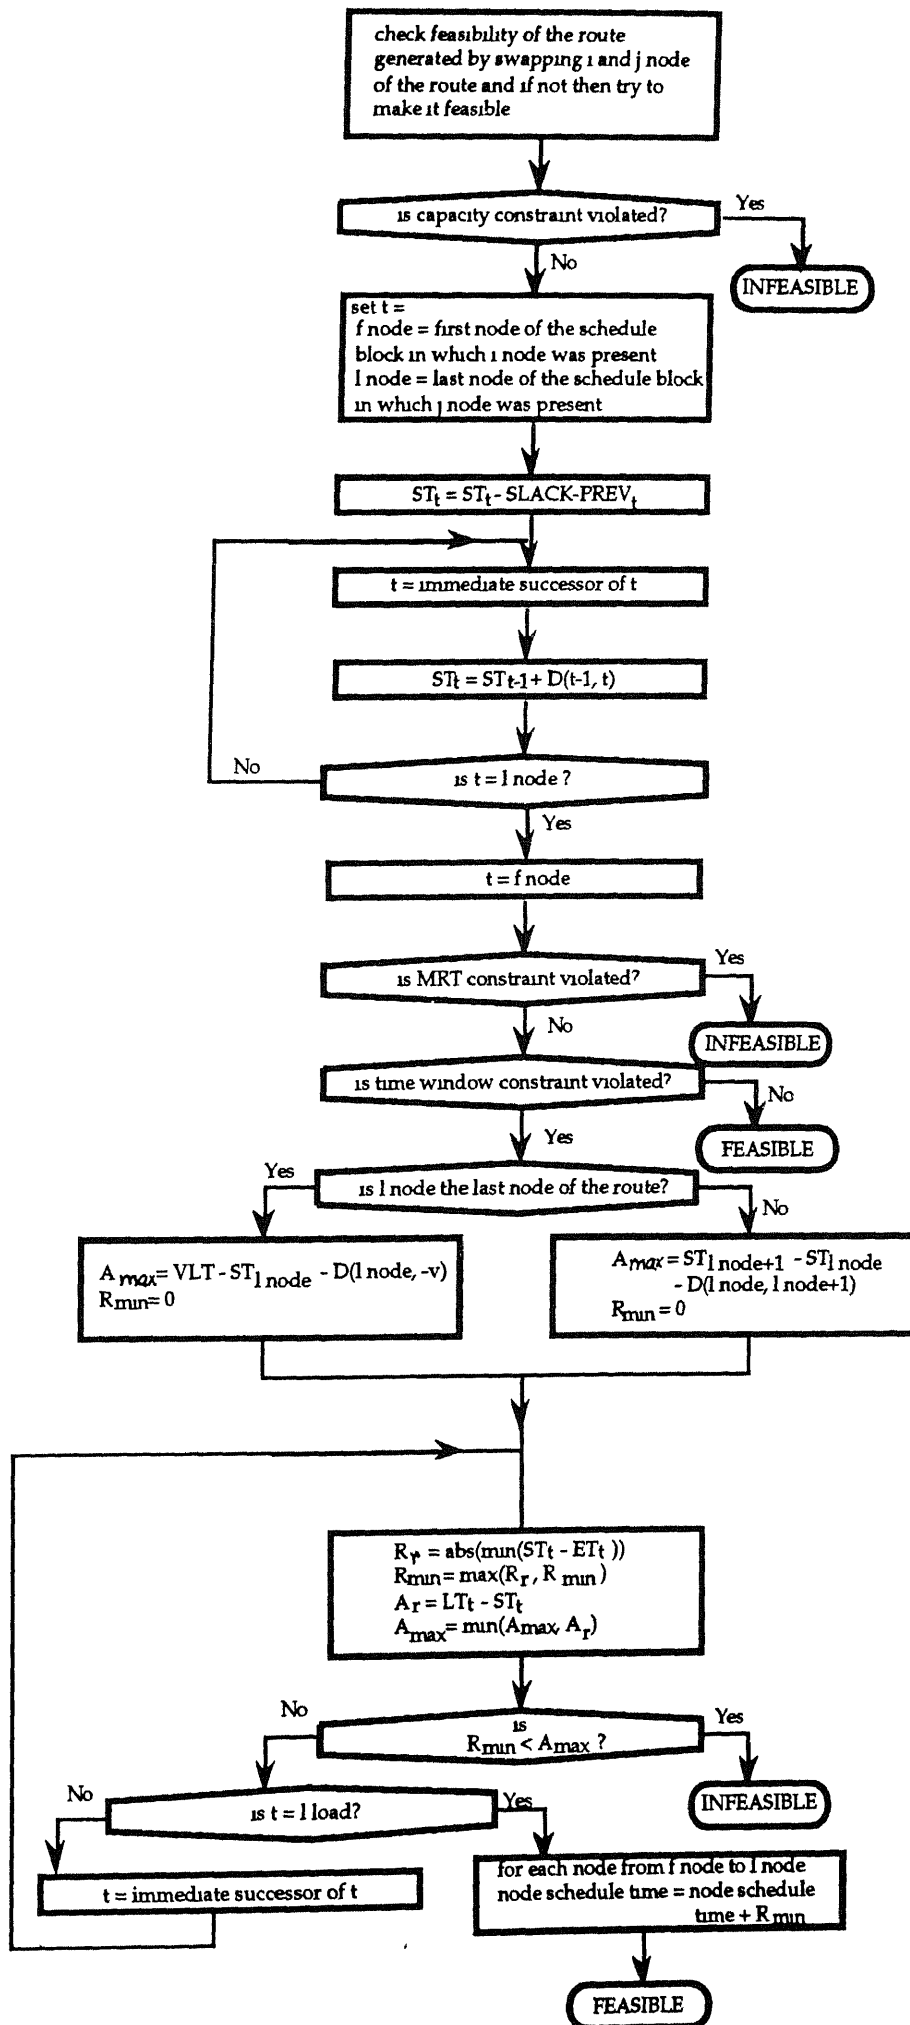 check feasibility of the route
generated by swapping i and j node
of the route and if not then try to
make it feasible
is capacity constraint violated?
Yes
No
INFEASIBLE
set t =
f node = first node of the schedule
block in which i node was present
l node = last node of the schedule block
in which j node was present
STt = STt - SLACK-PREVt
t = immediate successor of t
STt = STt-1 + D(t-1, t)
No
is t = l node ?
Yes
t = f node
is MRT constraint violated?
Yes
No
INFEASIBLE
is time window constraint violated?
No
Yes
FEASIBLE
Yes
is l node the last node of the route?
No
Amax = VLT - STl node - D(l node, -v)
Rmin = 0
Amax = STl node+1 - STl node
- D(l node, l node+1)
Rmin = 0
Rr = abs(min(STt - ETt ))
Rmin = max(Rr , Rmin)
Ar = LTt - STt
Amax = min(Amax, Ar)
No
is
Rmin < Amax ?
Yes
INFEASIBLE
No
is t = l load?
Yes
t = immediate successor of t
for each node from f node to l node
node schedule time = node schedule
time + Rmin
FEASIBLE